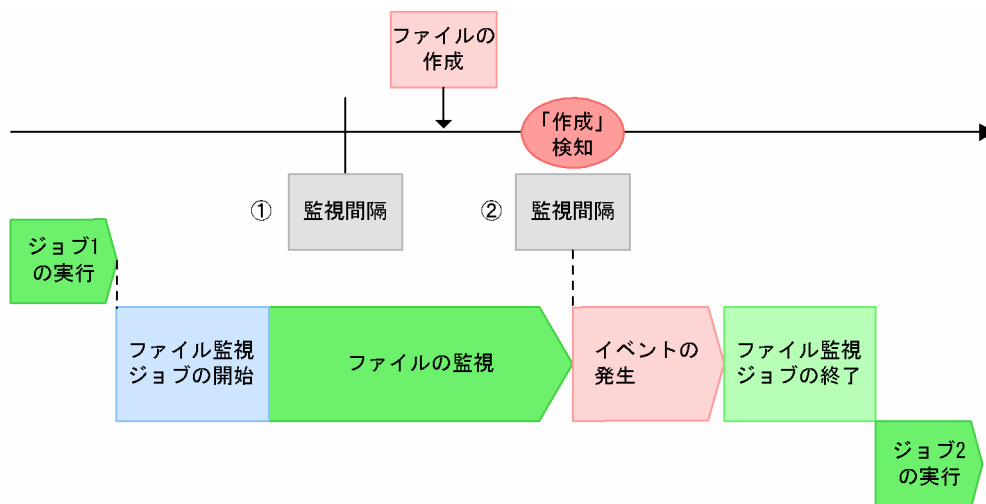 ファイルの
作成
「作成」
検知
① 監視間隔
② 監視間隔
ジョブ1
の実行
ファイル監視
ジョブの開始
ファイルの監視
イベントの
発生
ファイル監視
ジョブの終了
ジョブ2
の実行